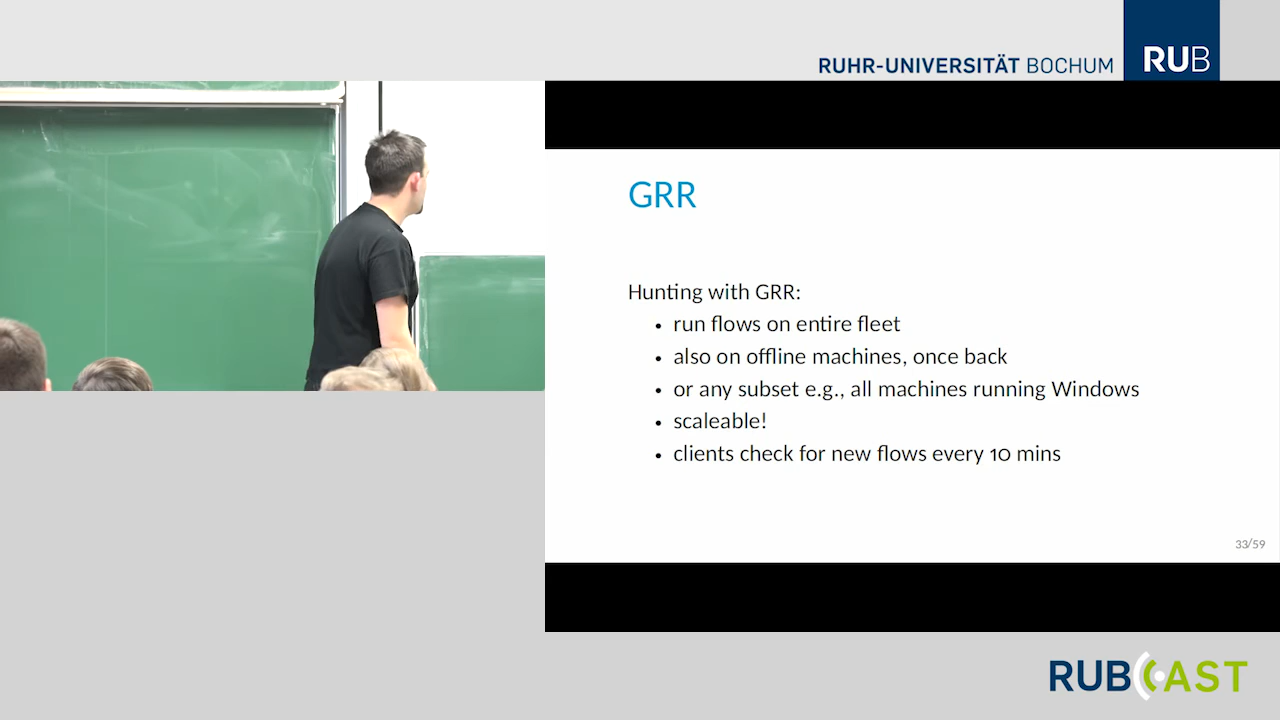 RUHR-UNIVERSITÄT BOCHUM RUB
GRR
Hunting with GRR:
• run flows on entire fleet
• also on offline machines, once back
• or any subset e.g., all machines running Windows
• scaleable!
• clients check for new flows every 10 mins
33/59
RUBCAST